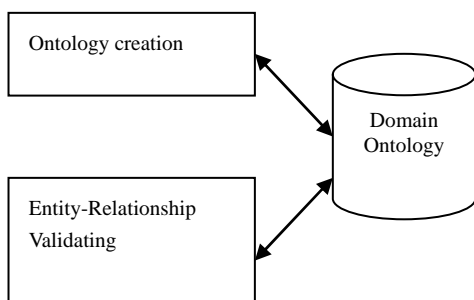 Ontology creation
Domain
Ontology
Entity-Relationship
Validating